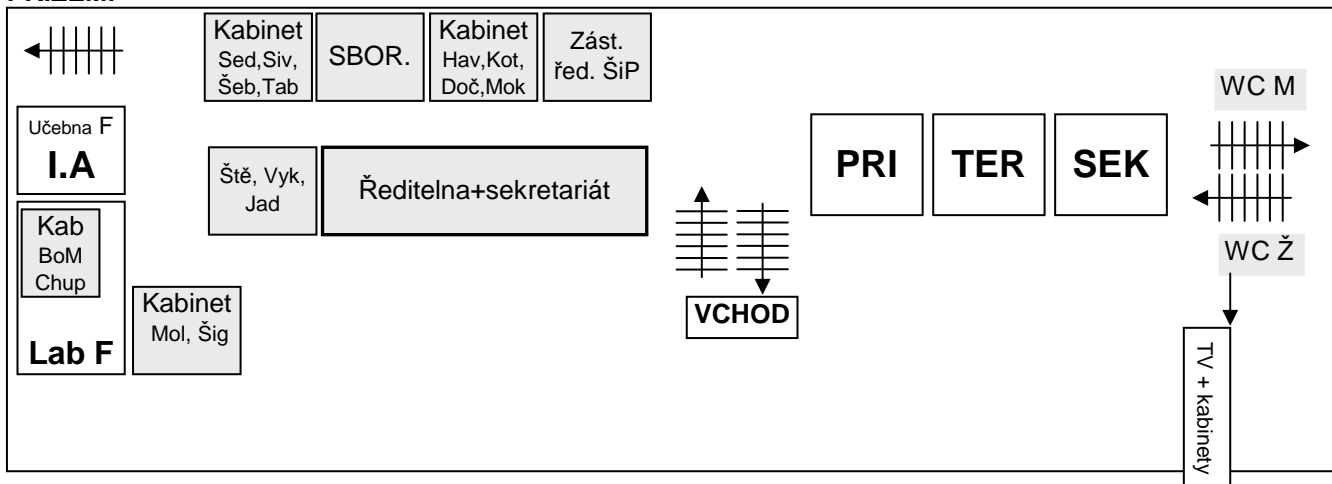 Kabinet
Sed,Siv,
Šeb,Tab
SBOR.
Kabinet
Hav,Kot,
Doč,Mok
Zást.
řed. ŠiP
WC M
Učebna F
I.A
Ště, Vyk,
Jad
Ředitelna+sekretariát
PRI
TER
SEK
Kab
BoM
Chup
WC Ž
Kabinet
Mol, Šig
VCHOD
Lab F
TV + kabinety